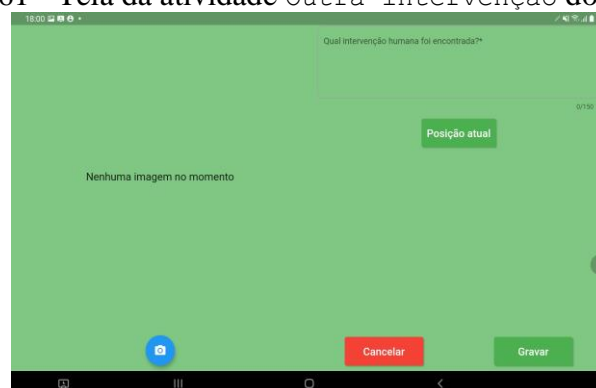 Tela da atividade outra intervenção do
18:00
Qual intervenção humana foi encontrada?*
0/150
Posição atual
Nenhuma imagem no momento
Cancelar
Gravar